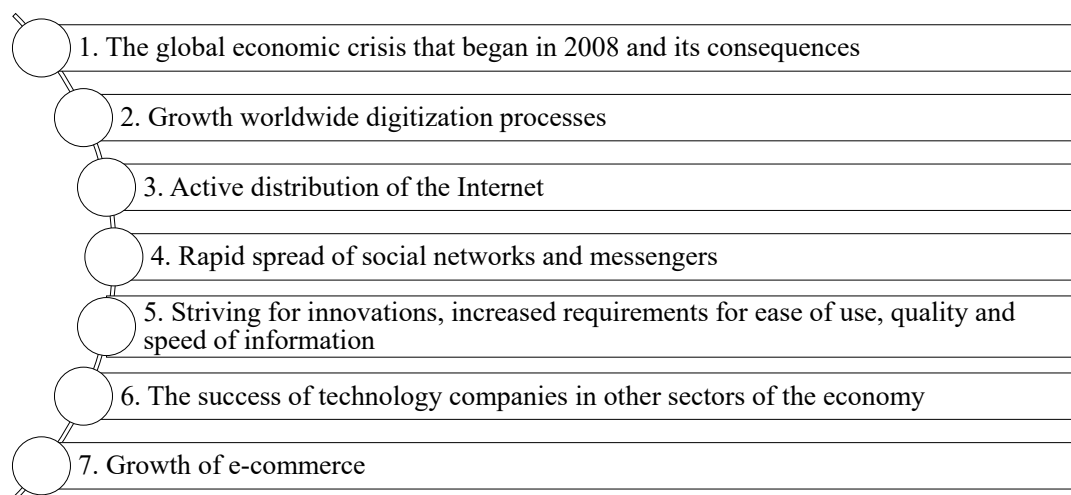 1. The global economic crisis that began in 2008 and its consequences
2. Growth worldwide digitization processes
3. Active distribution of the Internet
4. Rapid spread of social networks and messengers
5. Striving for innovations, increased requirements for ease of use, quality and
speed of information
6. The success of technology companies in other sectors of the economy
7. Growth of e-commerce